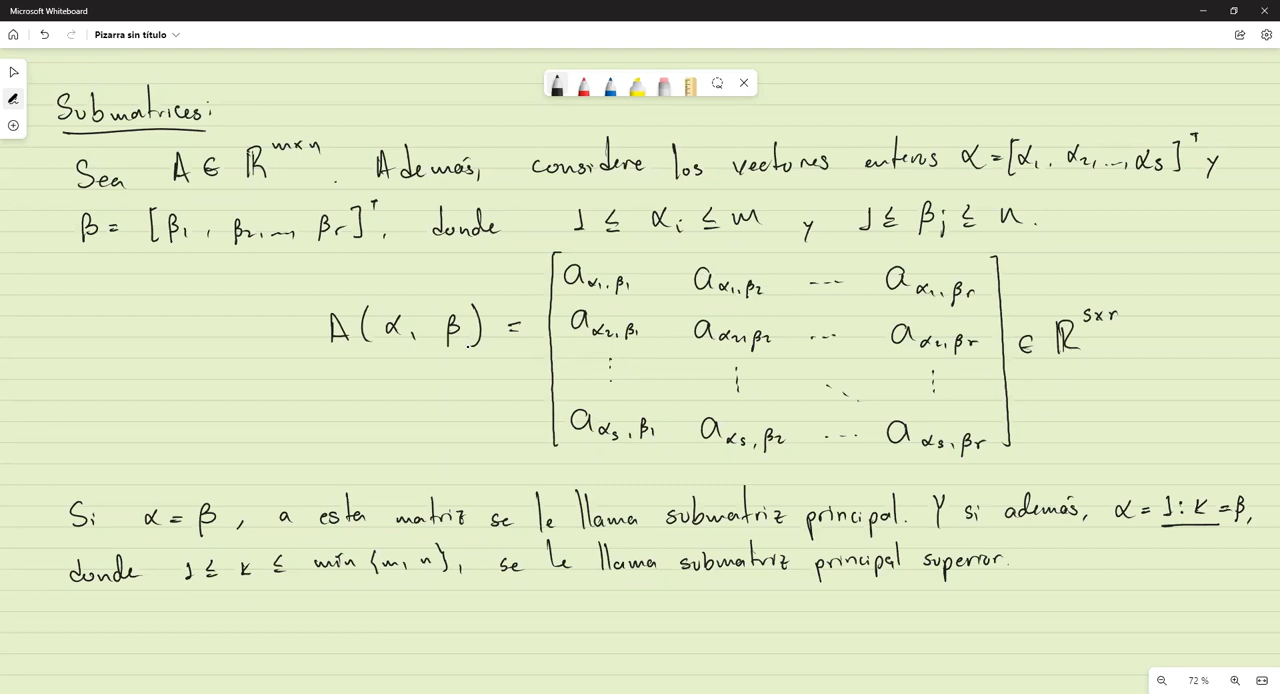 Microsoft Whiteboard
Pizarra sin título
Submatrices:
Sea A ∈ ℝ^{m×n}. Además, considere los vectores enteros α = [α₁, α₂, ..., αₛ]ᵀ y
β = [β₁, β₂, ..., βᵣ]ᵀ, donde 1 ≤ αᵢ ≤ m y 1 ≤ βⱼ ≤ n.
A(α, β) = [a_{α₁,β₁} a_{α₁,β₂} ... a_{α₁,βᵣ}
a_{α₂,β₁} a_{α₂,β₂} ... a_{α₂,βᵣ}
⋮ ⋮ ⋱ ⋮
a_{αₛ,β₁} a_{αₛ,β₂} ... a_{αₛ,βᵣ}] ∈ ℝ^{s×r}
Si α = β, a esta matriz se le llama submatriz principal. Y si además, α = 1:K = β,
donde 1 ≤ K ≤ mín{m, n}, se le llama submatriz principal superior.
72 %